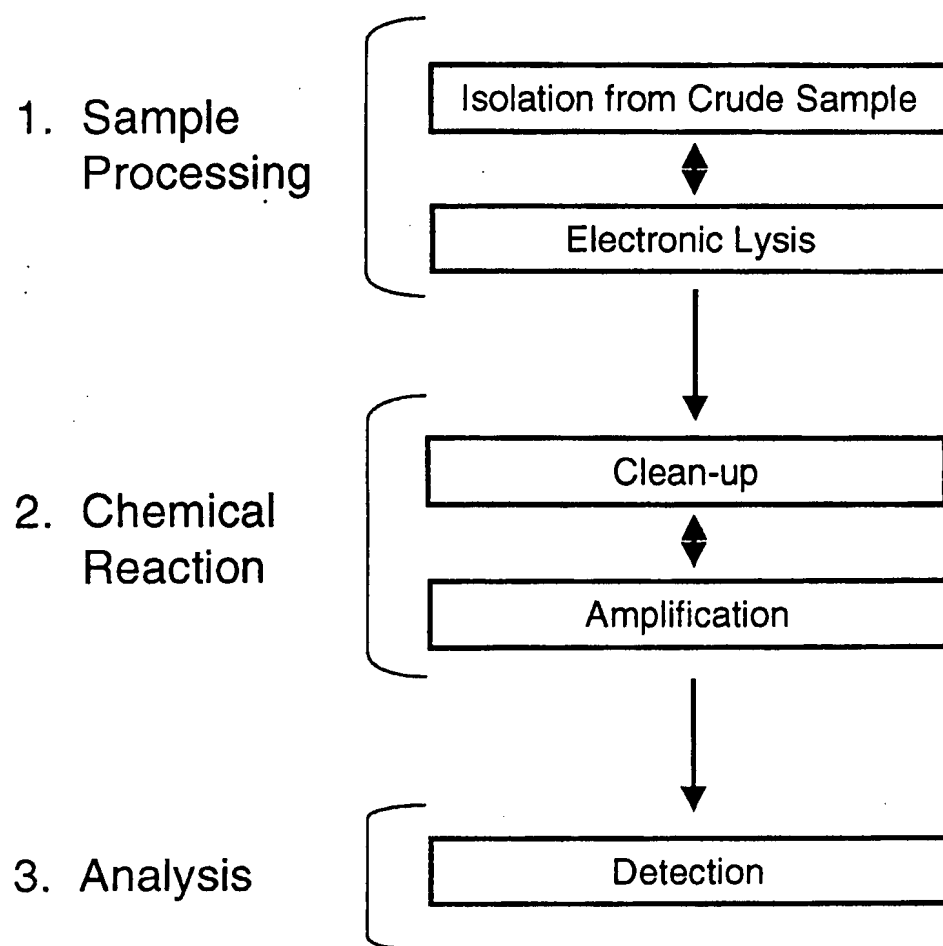 1. Sample
Processing
Isolation from Crude Sample
Electronic Lysis
2. Chemical
Reaction
Clean-up
Amplification
3. Analysis
Detection